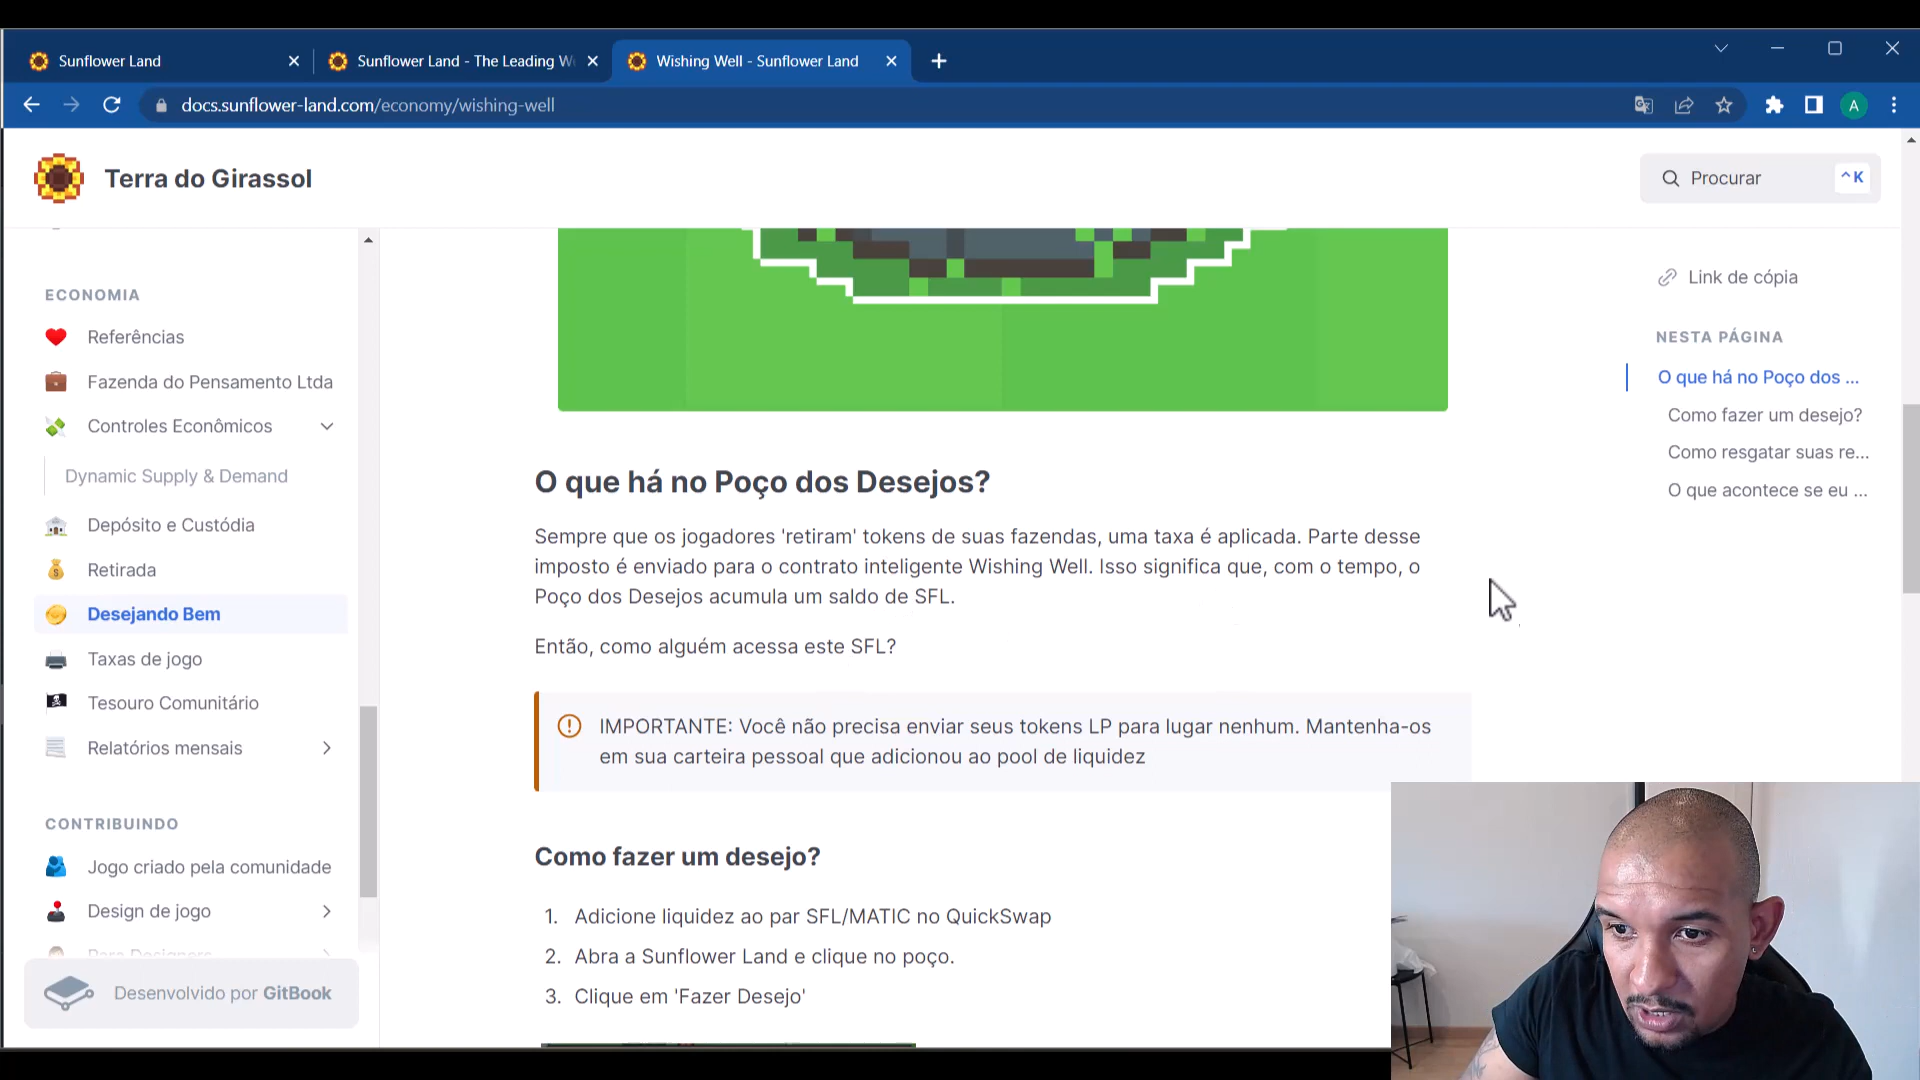 Sunflower Land
Sunflower Land - The Leading W
Wishing Well - Sunflower Land
docs.sunflower-land.com/economy/wishing-well
A
Terra do Girassol
Procurar
^K
ECONOMIA
Referências
Fazenda do Pensamento Ltda
Controles Econômicos
Dynamic Supply & Demand
Depósito e Custódia
Retirada
Desejando Bem
Taxas de jogo
Tesouro Comunitário
Relatórios mensais
CONTRIBUINDO
Jogo criado pela comunidade
Design de jogo
Para Designers
Desenvolvido por GitBook
O que há no Poço dos Desejos?
Sempre que os jogadores 'retiram' tokens de suas fazendas, uma taxa é aplicada. Parte desse
imposto é enviado para o contrato inteligente Wishing Well. Isso significa que, com o tempo, o
Poço dos Desejos acumula um saldo de SFL.
Então, como alguém acessa este SFL?
IMPORTANTE: Você não precisa enviar seus tokens LP para lugar nenhum. Mantenha-os
em sua carteira pessoal que adicionou ao pool de liquidez
Como fazer um desejo?
1. Adicione liquidez ao par SFL/MATIC no QuickSwap
2. Abra a Sunflower Land e clique no poço.
3. Clique em 'Fazer Desejo'
Link de cópia
NESTA PÁGINA
O que há no Poço dos ...
Como fazer um desejo?
Como resgatar suas re...
O que acontece se eu ...